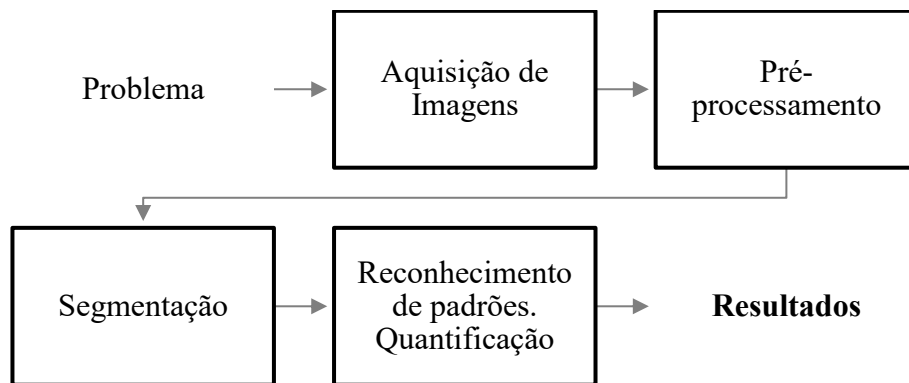 Problema
Aquisição de
Imagens
Pré-
processamento
Segmentação
Reconhecimento
de padrões.
Quantificação
Resultados